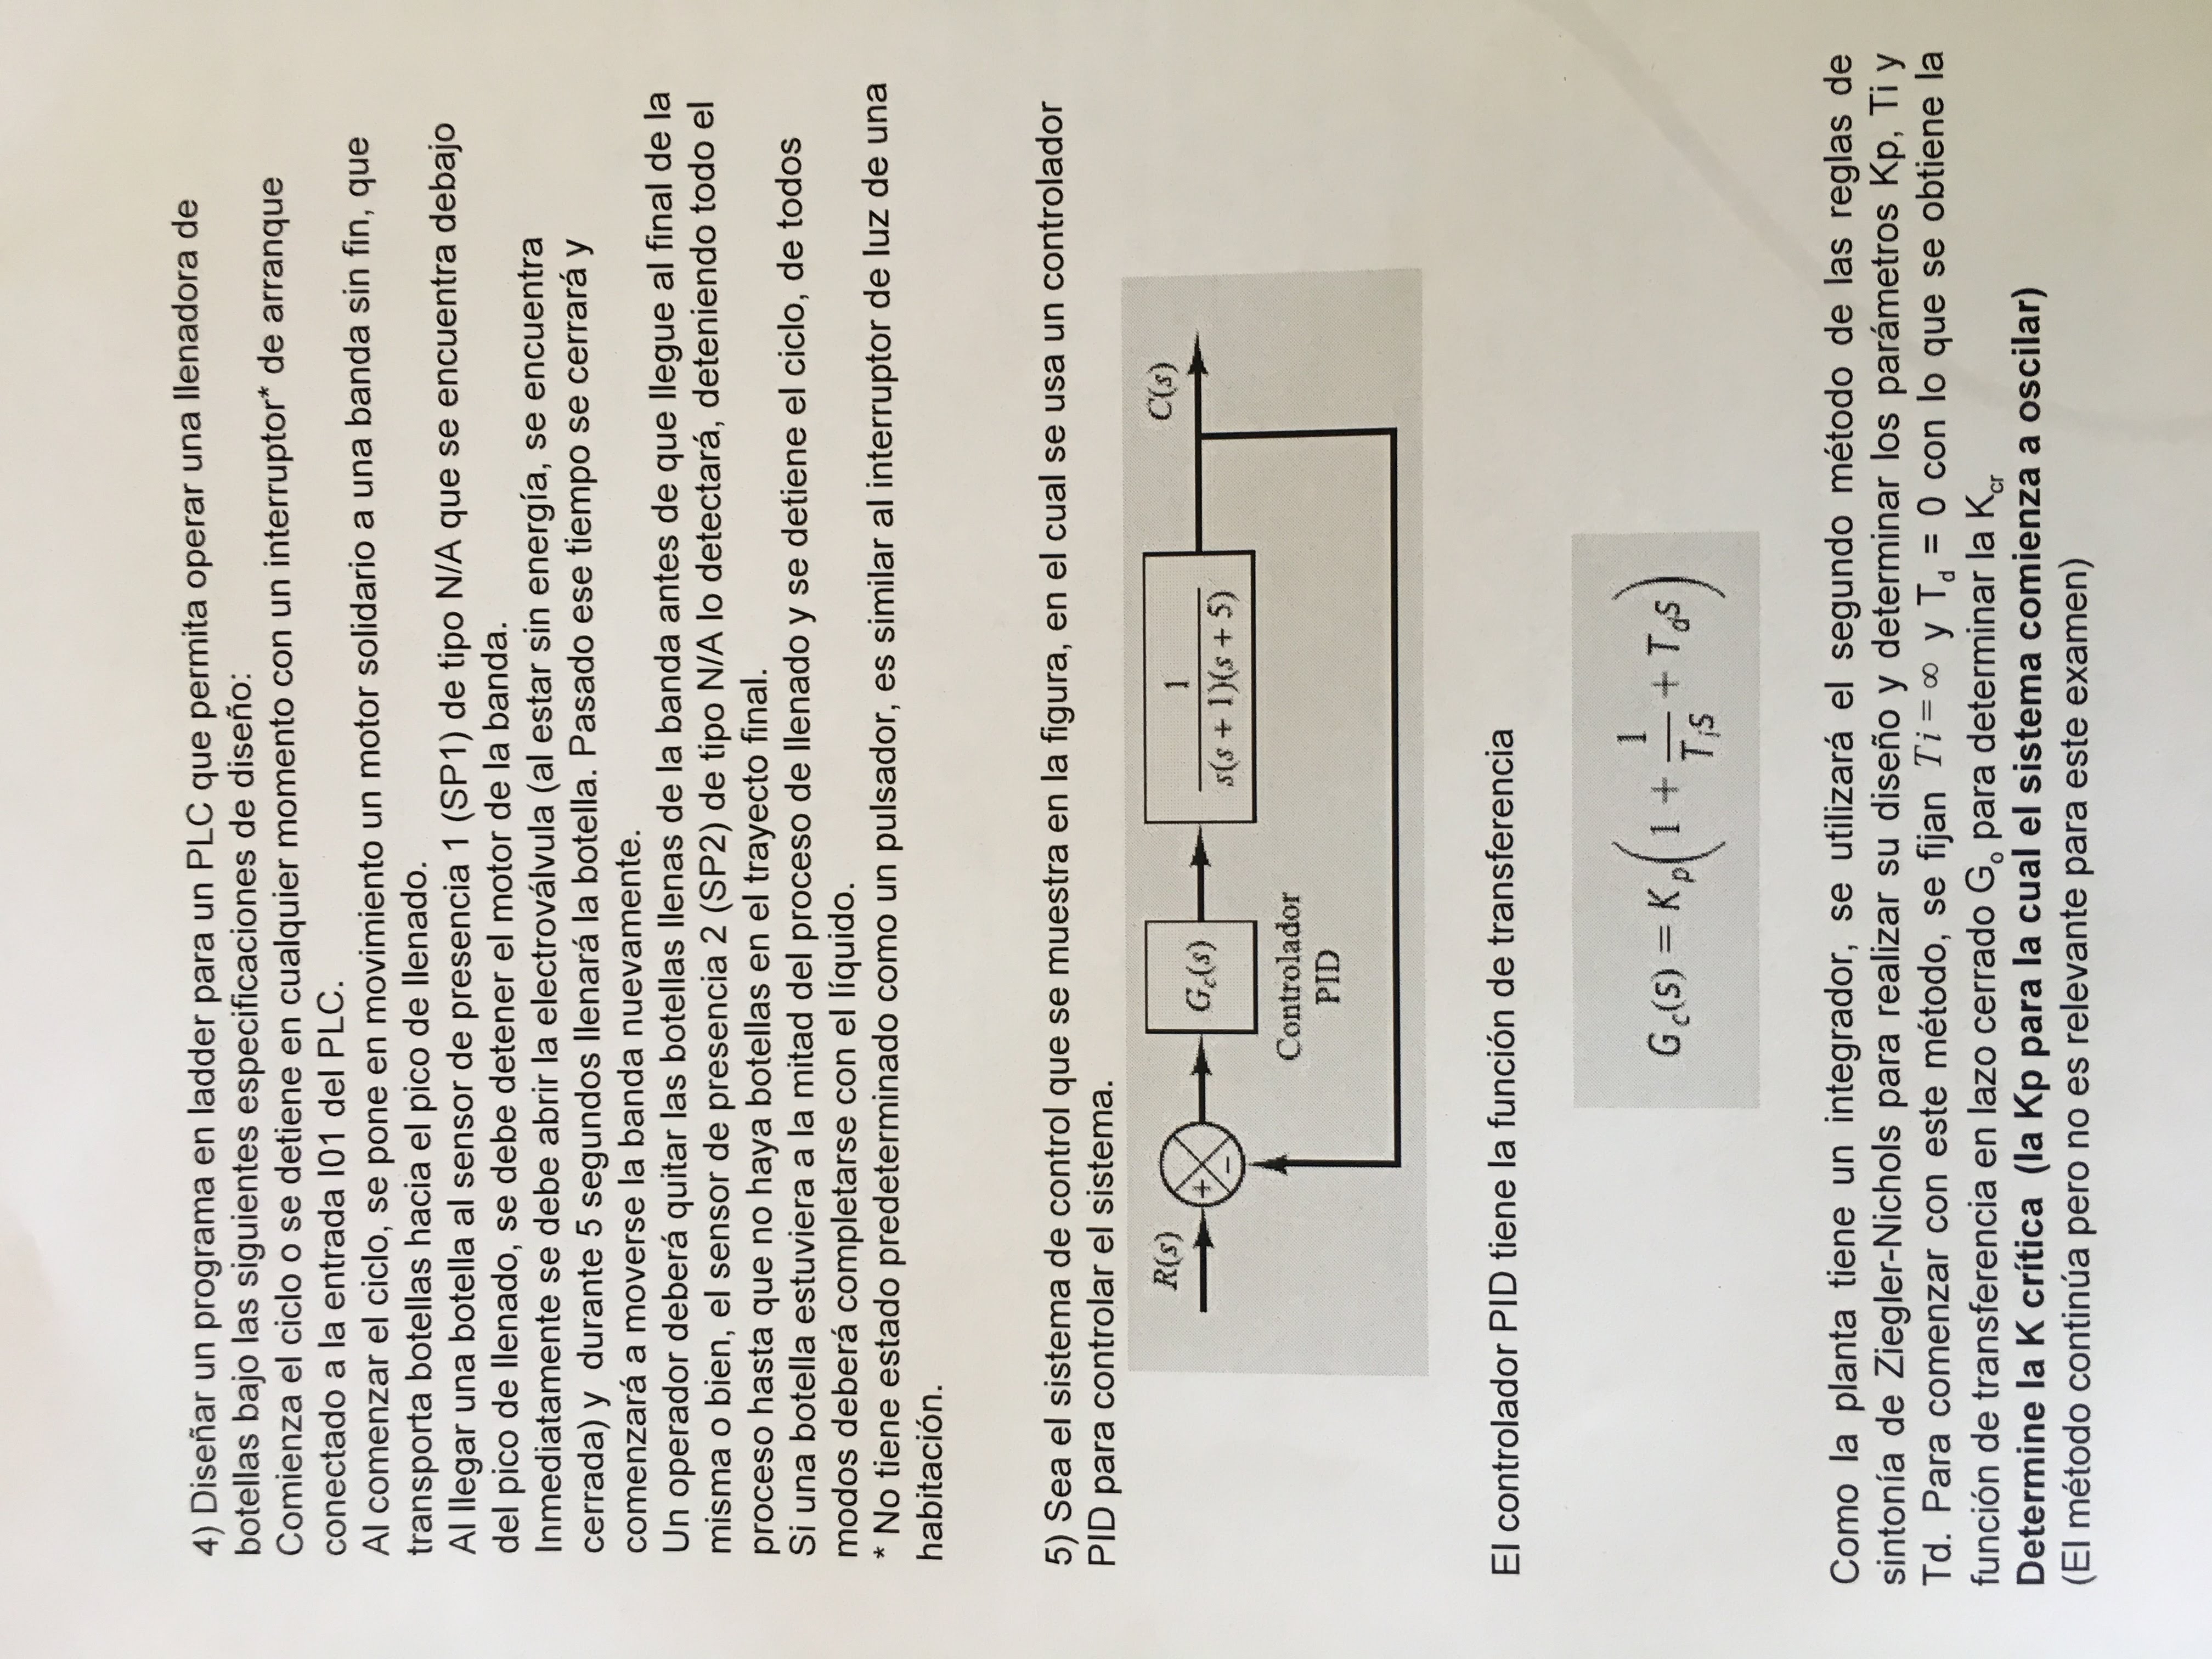 4) Diseñar un programa en ladder para un PLC que permita operar una llenadora de
botellas bajo las siguientes especificaciones de diseño:
Comienza el ciclo o se detiene en cualquier momento con un interruptor* de arranque
conectado a la entrada I01 del PLC.
Al comenzar el ciclo, se pone en movimiento un motor solidario a una banda sin fin, que
transporta botellas hacia el pico de llenado.
Al llegar una botella al sensor de presencia 1 (SP1) de tipo N/A que se encuentra debajo
del pico de llenado, se debe detener el motor de la banda.
Inmediatamente se debe abrir la electroválvula (al estar sin energía, se encuentra
cerrada) y durante 5 segundos llenará la botella. Pasado ese tiempo se cerrará y
comenzará a moverse la banda nuevamente.
Un operador deberá quitar las botellas llenas de la banda antes de que llegue al final de la
misma o bien, el sensor de presencia 2 (SP2) de tipo N/A lo detectará, deteniendo todo el
proceso hasta que no haya botellas en el trayecto final.
Si una botella estuviera a la mitad del proceso de llenado y se detiene el ciclo, de todos
modos deberá completarse con el líquido.
* No tiene estado predeterminado como un pulsador, es similar al interruptor de luz de una
habitación.
5) Sea el sistema de control que se muestra en la figura, en el cual se usa un controlador
PID para controlar el sistema.
R(s)
+
−
G_c(s)
1
s(s + 1)(s + 5)
C(s)
Controlador
PID
El controlador PID tiene la función de transferencia
G_c(s) = K_p(1 + 1/(T_i s) + T_d s)
Como la planta tiene un integrador, se utilizará el segundo método de las reglas de
sintonía de Ziegler-Nichols para realizar su diseño y determinar los parámetros Kp, Ti y
Td. Para comenzar con este método, se fijan Ti = ∞ y T_d = 0 con lo que se obtiene la
función de transferencia en lazo cerrado G_o para determinar la K_cr
Determine la K crítica (la Kp para la cual el sistema comienza a oscilar)
(El método continúa pero no es relevante para este examen)